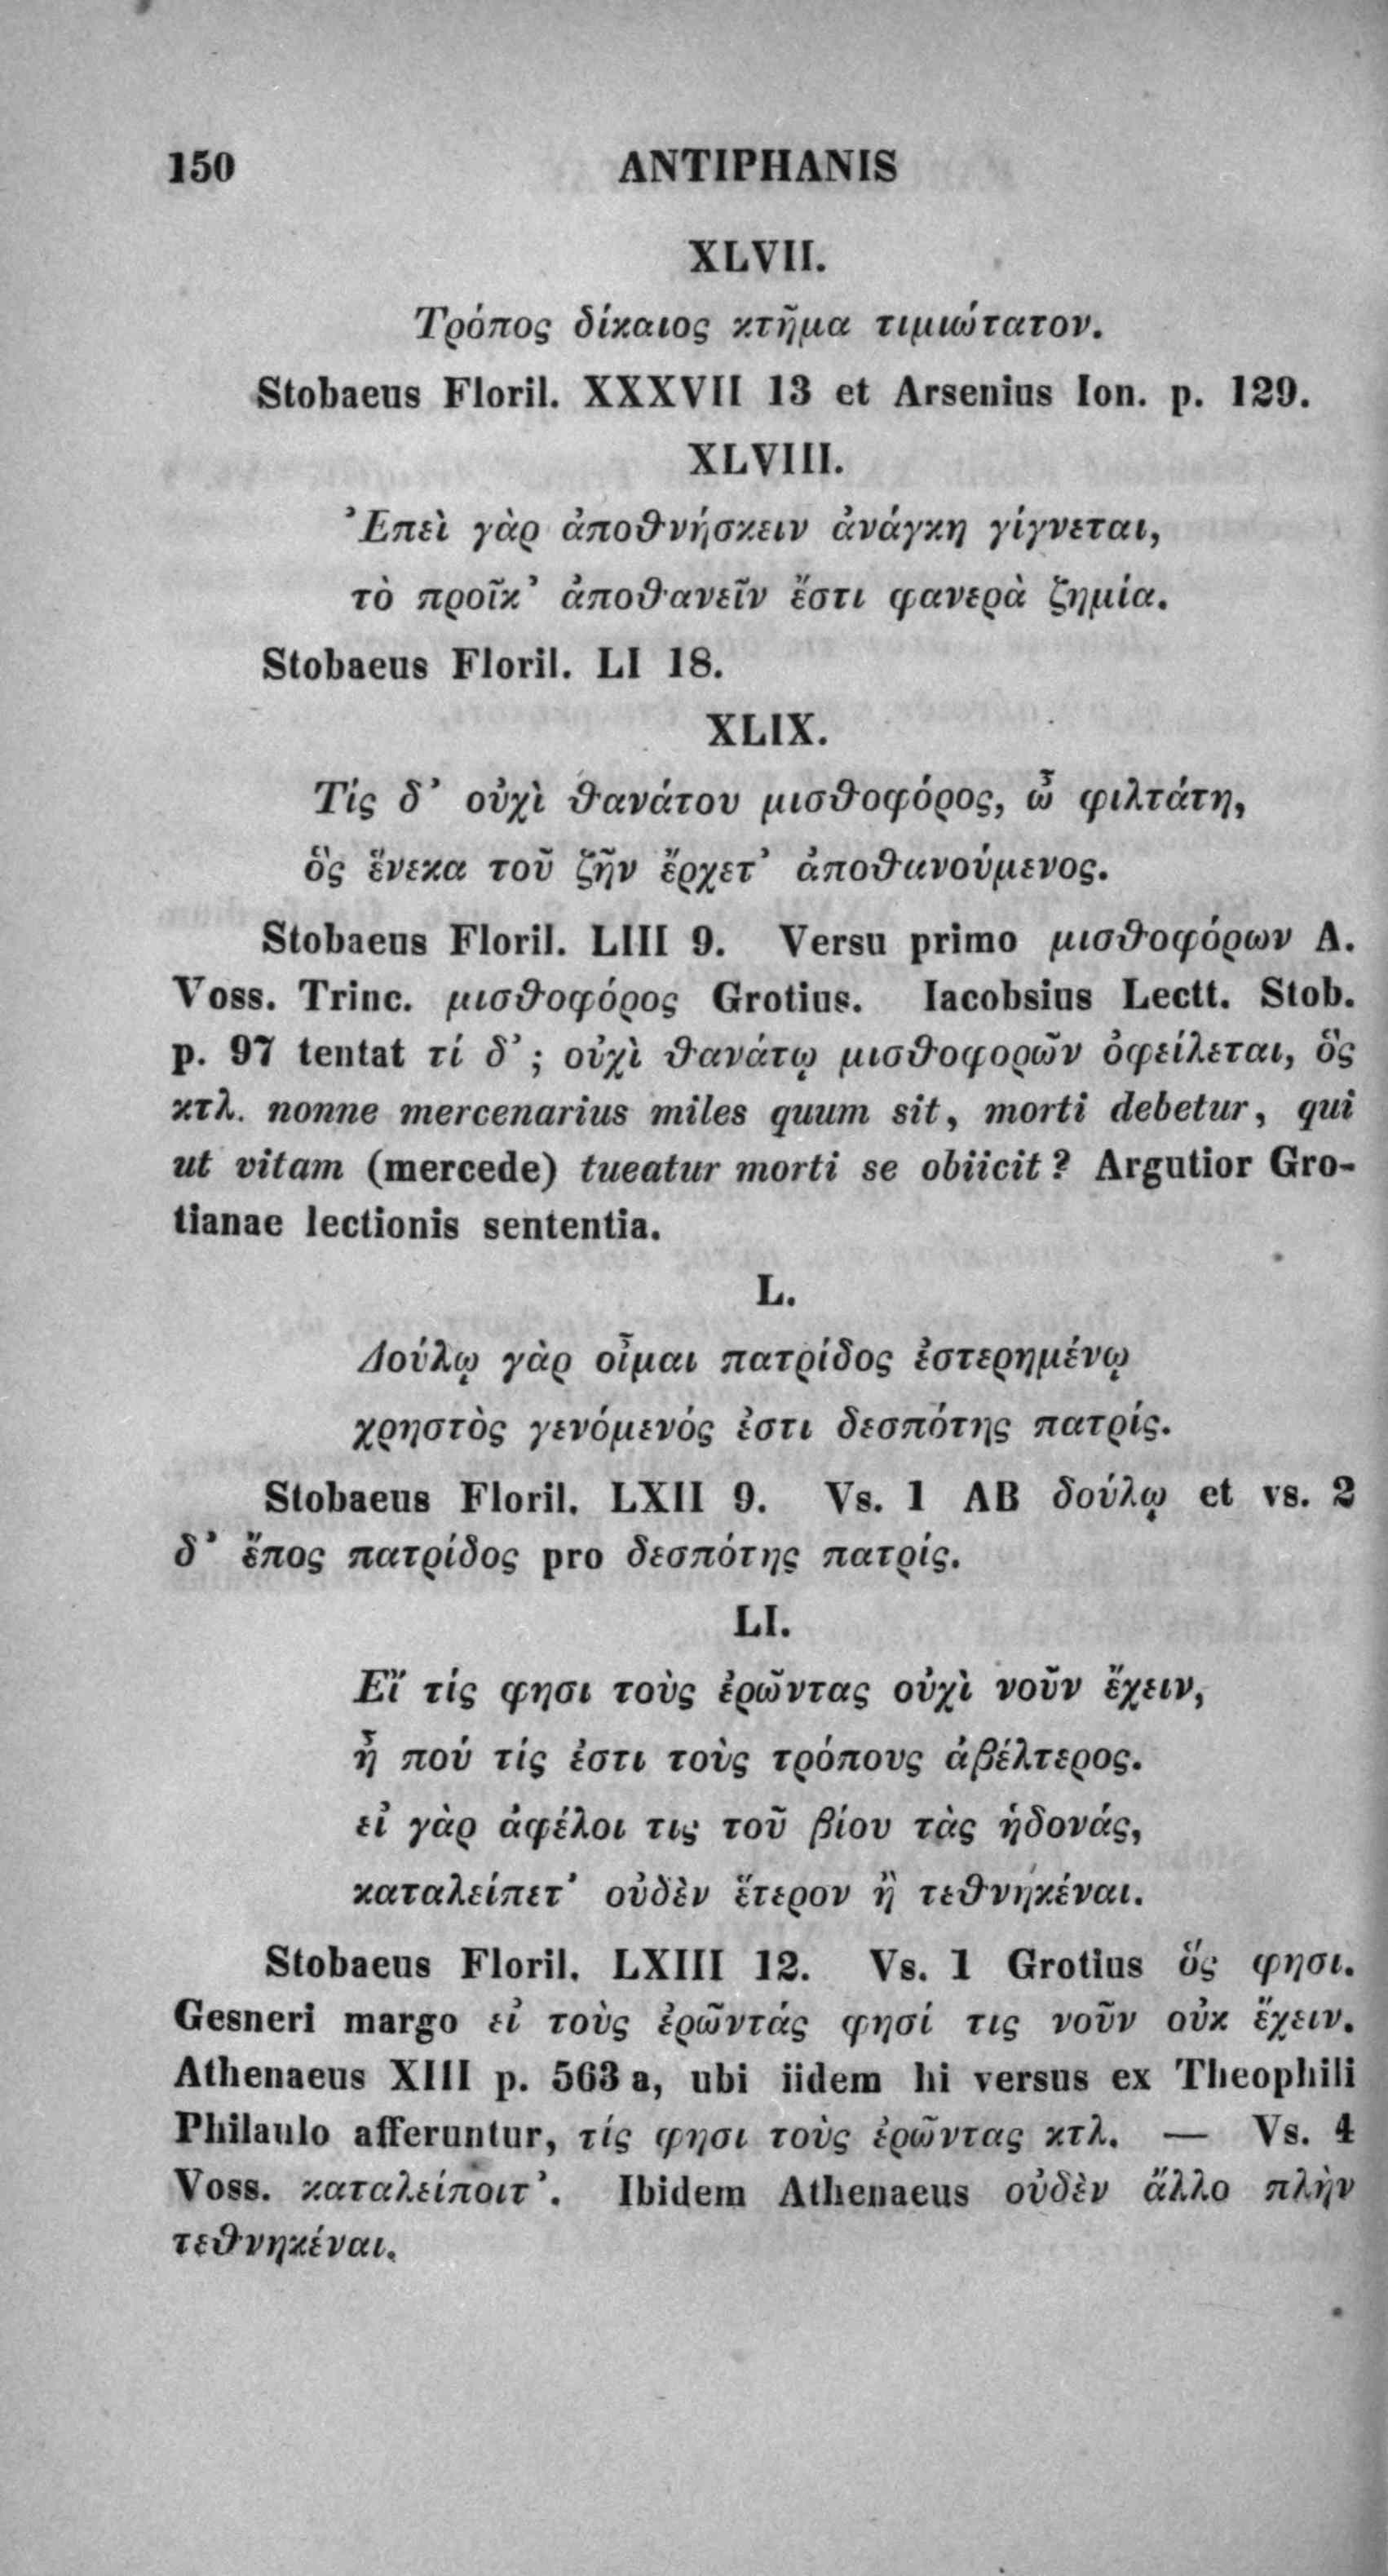 150 ANTIPHANIS
XLVII.
Τρόπος δίκαιος κτῆμα τιμιώτατον.
Stobaeus Floril. XXXVII 13 et Arsenius Ion. p. 129.
XLVIII.
Ἐπεὶ γὰρ ἀποθνήσκειν ἀνάγκη γίγνεται,
τὸ προῖκ᾽ ἀποθανεῖν ἔστι φανερὰ ζημία.
Stobaeus Floril. LI 18.
XLIX.
Τίς δ᾽ οὐχὶ θανάτου μισθοφόρος, ὦ φιλτάτη,
ὃς ἕνεκα τοῦ ζῆν ἔρχετ᾽ ἀποθανούμενος.
Stobaeus Floril. LIII 9. Versu primo μισθοφόρων A.
Voss. Trinc. μισθοφόρος Grotius. Iacobsius Lectt. Stob.
p. 97 tentat τί δ᾽; οὐχὶ θανάτῳ μισθοφορῶν ὀφείλεται, ὃς
κτλ. nonne mercenarius miles quum sit, morti debetur, qui
ut vitam (mercede) tueatur morti se obiicit? Argutior Gro-
tianae lectionis sententia.
L.
Δούλῳ γὰρ οἶμαι πατρίδος ἐστερημένῳ
χρηστὸς γενόμενός ἐστι δεσπότης πατρίς.
Stobaeus Floril. LXII 9. Vs. 1 AB δούλῳ et vs. 2
δ᾽ ἔπος πατρίδος pro δεσπότης πατρίς.
LI.
Εἴ τίς φησι τοὺς ἐρῶντας οὐχὶ νοῦν ἔχειν,
ἦ πού τίς ἐστι τοὺς τρόπους ἀβέλτερος.
εἰ γὰρ ἀφέλοι τις τοῦ βίου τὰς ἡδονάς,
καταλείπετ᾽ οὐδὲν ἕτερον ἢ τεθνηκέναι.
Stobaeus Floril. LXIII 12. Vs. 1 Grotius ὅς φησι.
Gesneri margo εἰ τοὺς ἐρῶντάς φησί τις νοῦν οὐκ ἔχειν.
Athenaeus XIII p. 563 a, ubi iidem hi versus ex Theophili
Philaulo afferuntur, τίς φησι τοὺς ἐρῶντας κτλ. — Vs. 4
Voss. καταλείποιτ᾽. Ibidem Athenaeus οὐδὲν ἄλλο πλὴν
τεθνηκέναι.